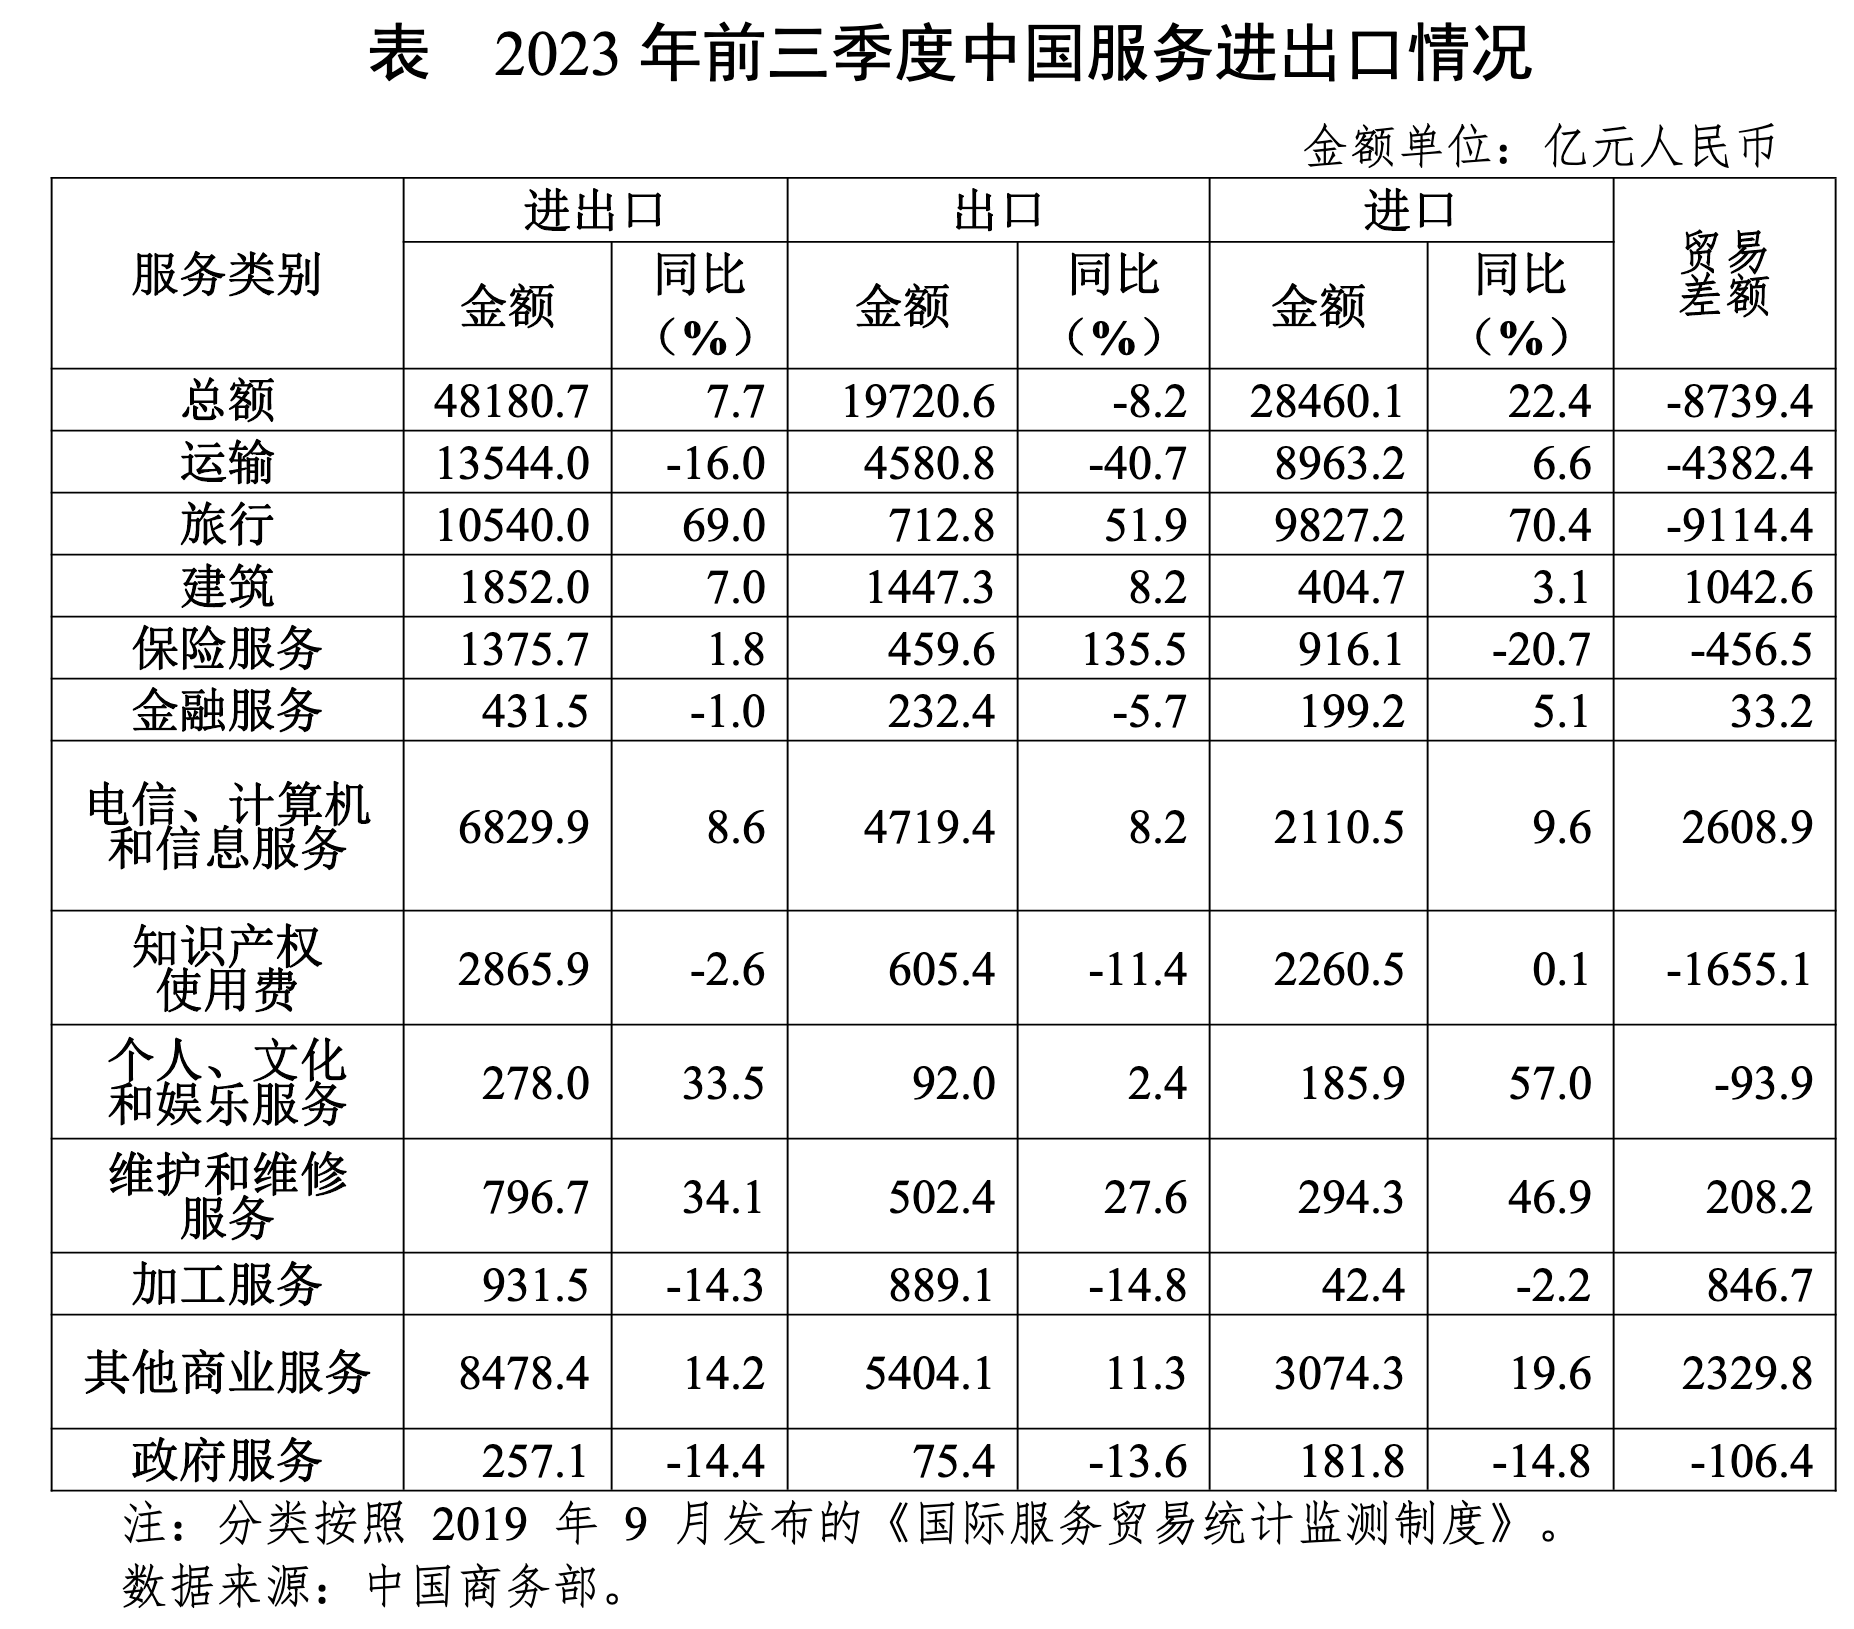 表 2023 年前三季度中国服务进出口情况
金额单位：亿元人民币
服务类别 进出口 出口 进口 贸易差额
金额 同比（%） 金额 同比（%） 金额 同比（%）
总额 48180.7 7.7 19720.6 -8.2 28460.1 22.4 -8739.4
运输 13544.0 -16.0 4580.8 -40.7 8963.2 6.6 -4382.4
旅行 10540.0 69.0 712.8 51.9 9827.2 70.4 -9114.4
建筑 1852.0 7.0 1447.3 8.2 404.7 3.1 1042.6
保险服务 1375.7 1.8 459.6 135.5 916.1 -20.7 -456.5
金融服务 431.5 -1.0 232.4 -5.7 199.2 5.1 33.2
电信、计算机和信息服务 6829.9 8.6 4719.4 8.2 2110.5 9.6 2608.9
知识产权使用费 2865.9 -2.6 605.4 -11.4 2260.5 0.1 -1655.1
个人、文化和娱乐服务 278.0 33.5 92.0 2.4 185.9 57.0 -93.9
维护和维修服务 796.7 34.1 502.4 27.6 294.3 46.9 208.2
加工服务 931.5 -14.3 889.1 -14.8 42.4 -2.2 846.7
其他商业服务 8478.4 14.2 5404.1 11.3 3074.3 19.6 2329.8
政府服务 257.1 -14.4 75.4 -13.6 181.8 -14.8 -106.4
注：分类按照 2019 年 9 月发布的《国际服务贸易统计监测制度》。
数据来源：中国商务部。